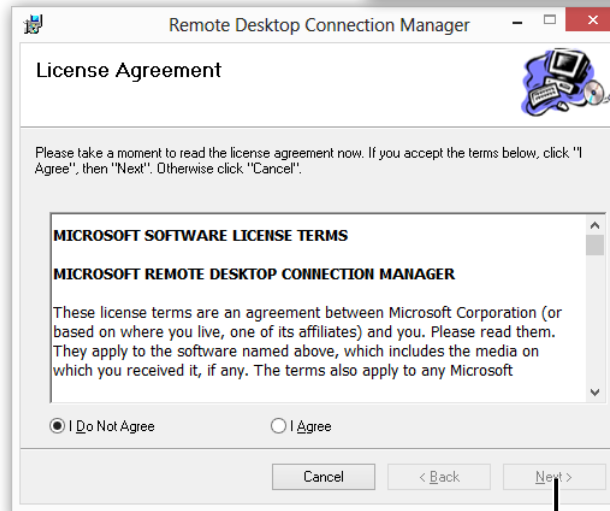 Remote Desktop Connection Manager
License Agreement
Please take a moment to read the license agreement now. If you accept the terms below, click "I
Agree", then "Next". Otherwise click "Cancel".
MICROSOFT SOFTWARE LICENSE TERMS
MICROSOFT REMOTE DESKTOP CONNECTION MANAGER
These license terms are an agreement between Microsoft Corporation (or
based on where you live, one of its affiliates) and you. Please read them.
They apply to the software named above, which includes the media on
which you received it, if any. The terms also apply to any Microsoft
I Do Not Agree
I Agree
Cancel
< Back
Next >